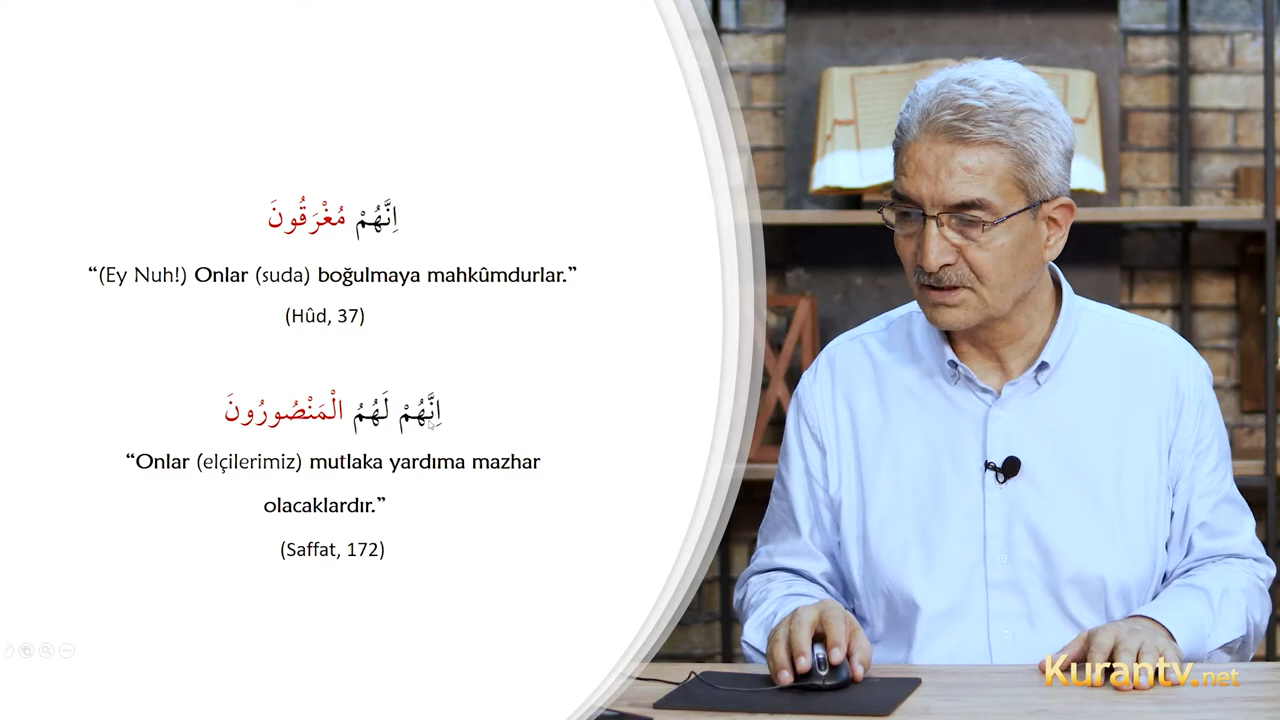 اِنَّهُمْ مُغْرَقُونَ
“(Ey Nuh!) Onlar (suda) boğulmaya mahkûmdurlar.”
(Hûd, 37)
اِنَّهُمْ لَهُمُ الْمَنْصُورُونَ
“Onlar (elçilerimiz) mutlaka yardıma mazhar
olacaklardır.”
(Saffat, 172)
Kurantv.net